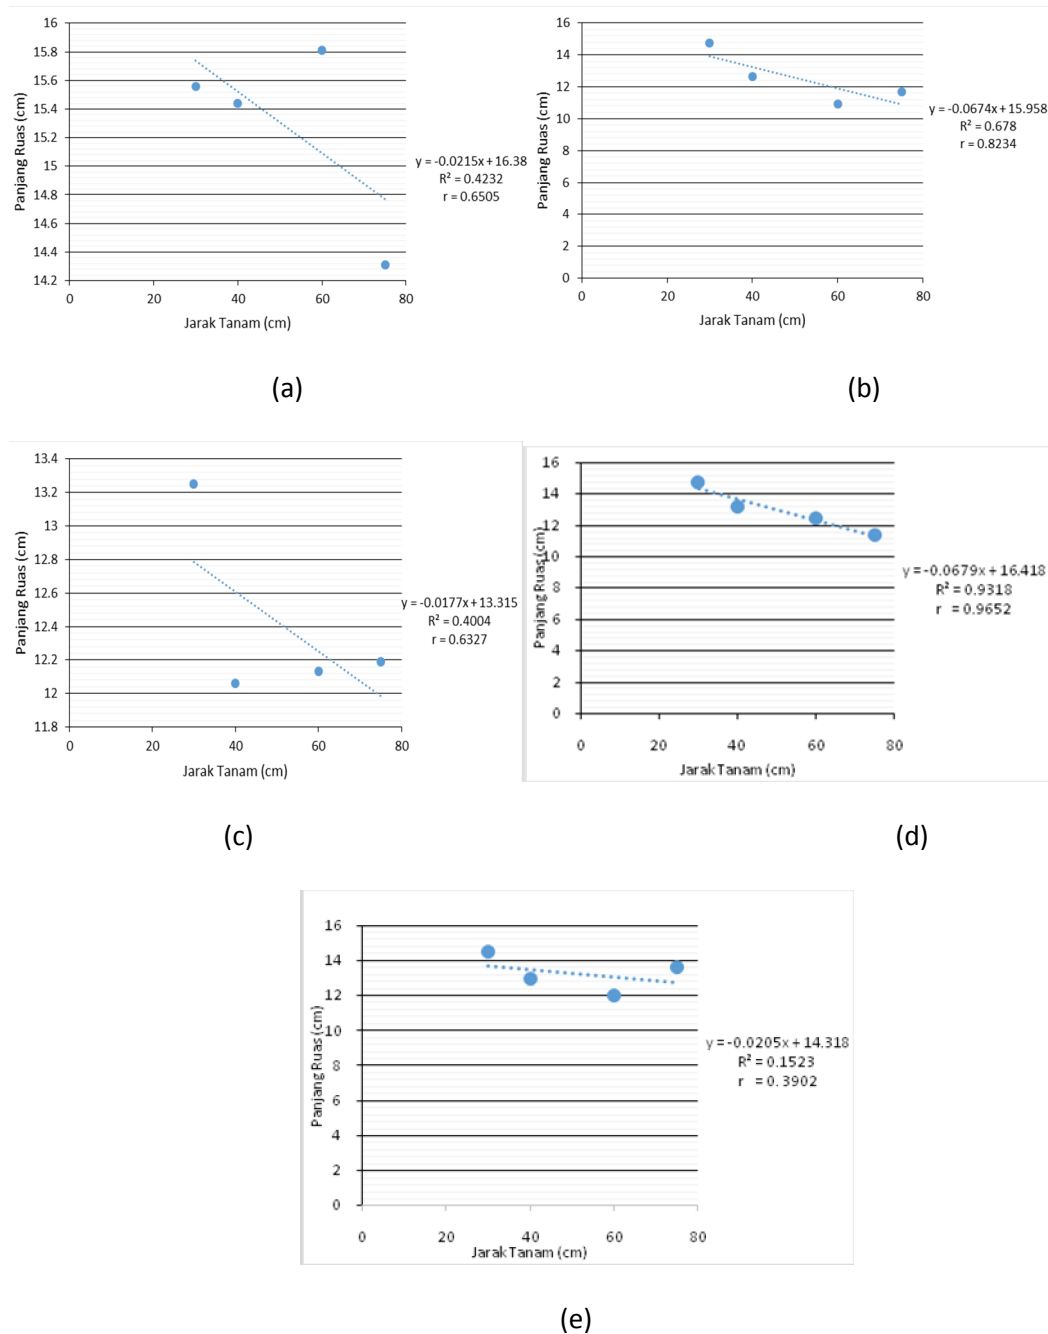 16
15.8
15.6
15.4
15.2
15
14.8
14.6
14.4
14.2
0
20
40
60
80
Panjang Ruas (cm)
Jarak Tanam (cm)
y = -0.0215x + 16.38
R² = 0.4232
r = 0.6505
(a)
16
14
12
10
8
6
4
2
0
0
20
40
60
80
Panjang Ruas (cm)
Jarak Tanam (cm)
y = -0.0674x + 15.958
R² = 0.678
r = 0.8234
(b)
13.4
13.2
13
12.8
12.6
12.4
12.2
12
11.8
0
20
40
60
80
Panjang Ruas (cm)
Jarak Tanam (cm)
y = -0.0177x + 13.315
R² = 0.4004
r = 0.6327
(c)
16
14
12
10
8
6
4
2
0
0
20
40
60
80
Panjang Ruas (cm)
Jarak Tanam (cm)
y = -0.0679x + 16.418
R² = 0.9318
r = 0.9652
(d)
16
14
12
10
8
6
4
2
0
0
20
40
60
80
Panjang Ruas (cm)
Jarak Tanam (cm)
y = -0.0205x + 14.318
R² = 0.1523
r = 0.3902
(e)